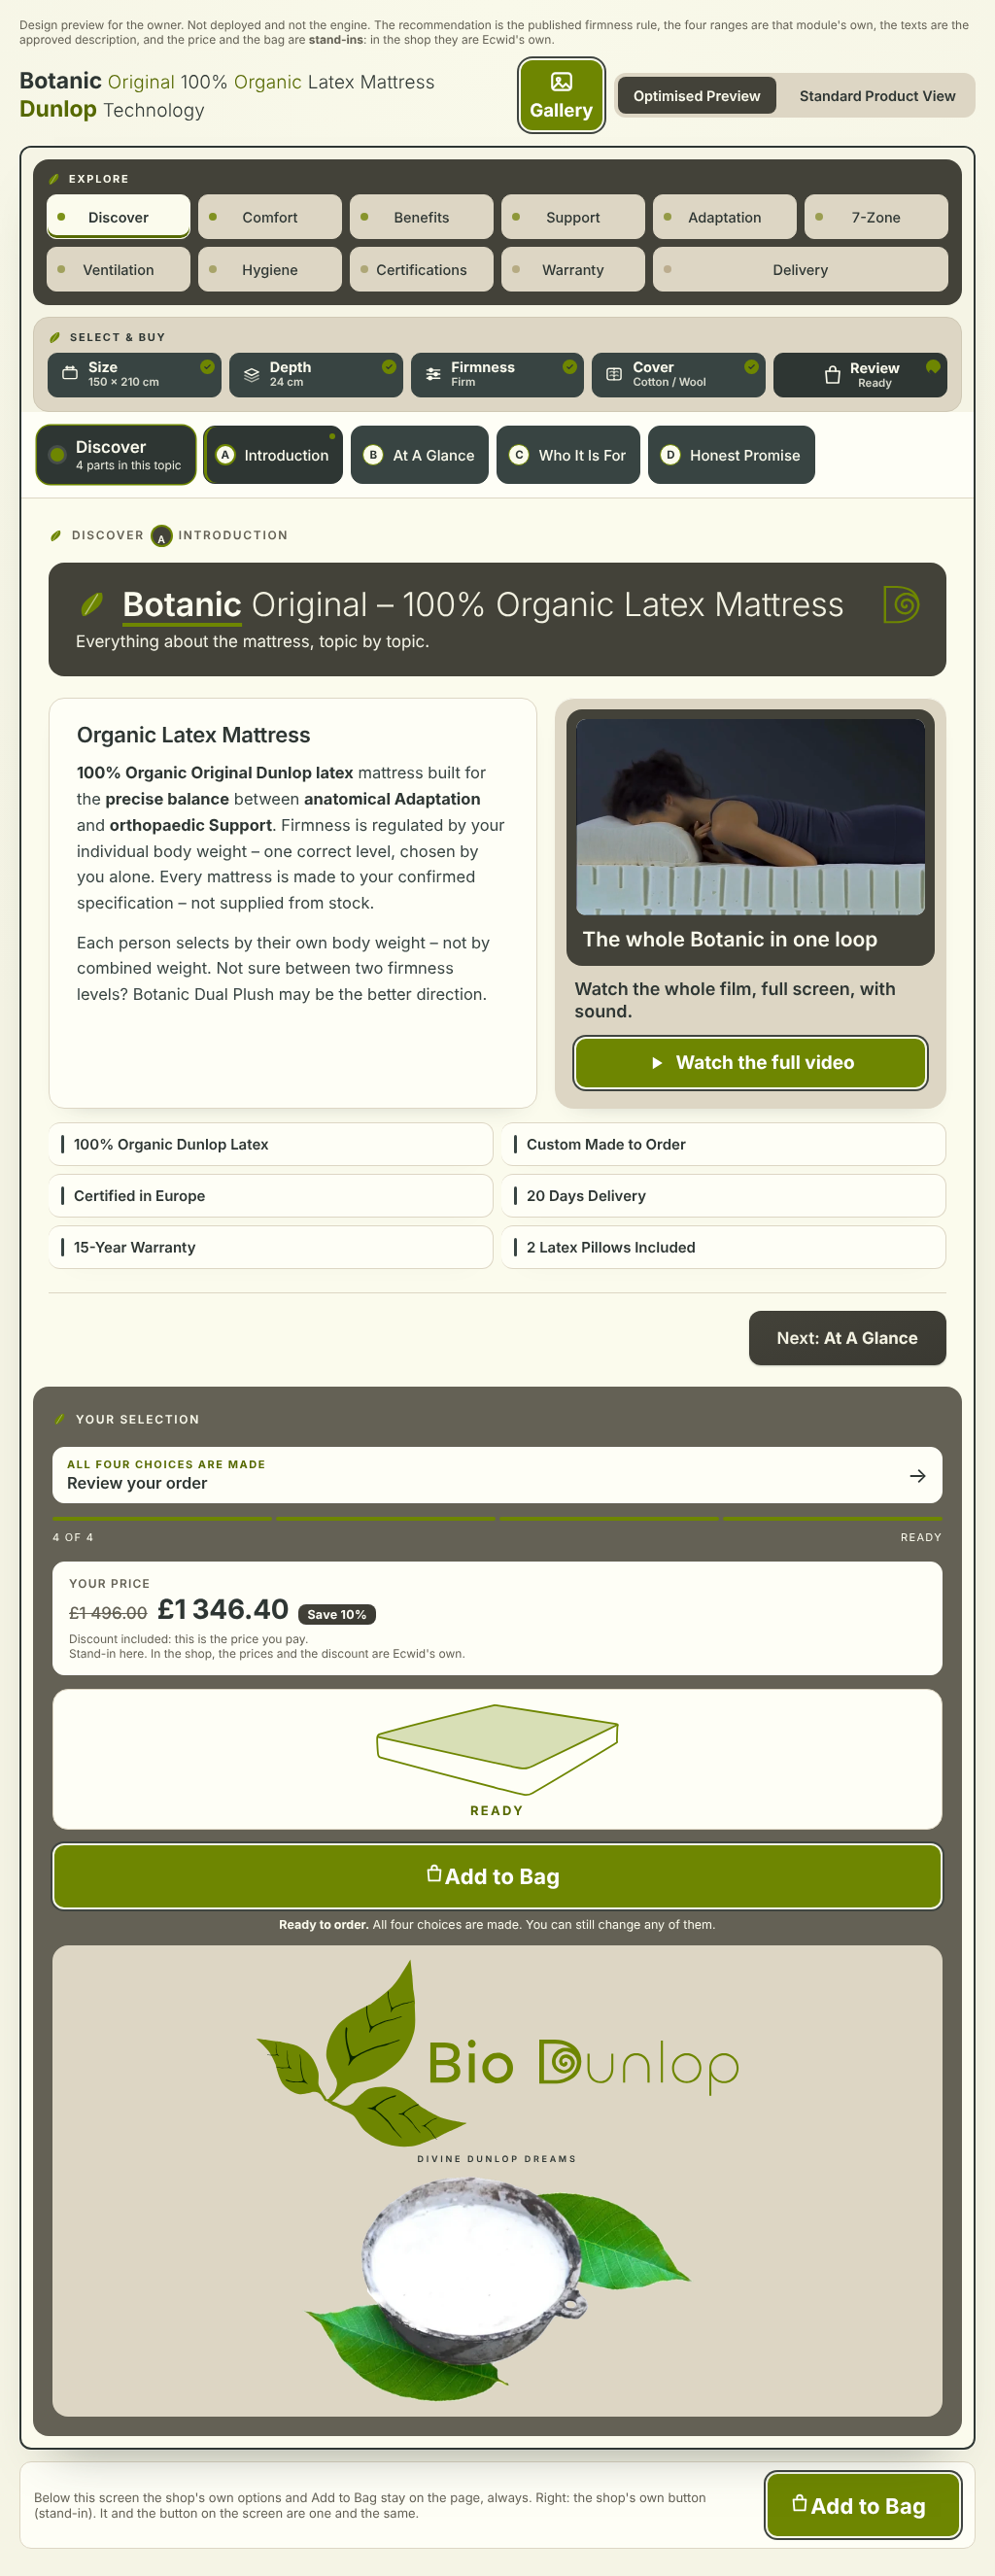 Design preview for the owner. Not deployed and not the engine. The recommendation is the published firmness rule, the four ranges are that module's own, the texts are the
approved description, and the price and the bag are stand-ins: in the shop they are Ecwid's own.
Botanic Original 100% Organic Latex Mattress
Dunlop Technology
Gallery
Optimised Preview
Standard Product View
EXPLORE
Discover
Comfort
Benefits
Support
Adaptation
7-Zone
Ventilation
Hygiene
Certifications
Warranty
Delivery
SELECT & BUY
Size
150 × 210 cm
Depth
24 cm
Firmness
Firm
Cover
Cotton / Wool
Review
Ready
Discover
4 parts in this topic
A Introduction
B At A Glance
C Who It Is For
D Honest Promise
DISCOVER A INTRODUCTION
Botanic Original – 100% Organic Latex Mattress
Everything about the mattress, topic by topic.
Organic Latex Mattress
100% Organic Original Dunlop latex mattress built for
the precise balance between anatomical Adaptation
and orthopaedic Support. Firmness is regulated by your
individual body weight – one correct level, chosen by
you alone. Every mattress is made to your confirmed
specification – not supplied from stock.
Each person selects by their own body weight – not by
combined weight. Not sure between two firmness
levels? Botanic Dual Plush may be the better direction.
The whole Botanic in one loop
Watch the whole film, full screen, with
sound.
Watch the full video
100% Organic Dunlop Latex
Custom Made to Order
Certified in Europe
20 Days Delivery
15-Year Warranty
2 Latex Pillows Included
Next: At A Glance
YOUR SELECTION
ALL FOUR CHOICES ARE MADE
Review your order
4 OF 4
READY
YOUR PRICE
£1 496.00 £1 346.40 Save 10%
Discount included: this is the price you pay.
Stand-in here. In the shop, the prices and the discount are Ecwid's own.
READY
Add to Bag
Ready to order. All four choices are made. You can still change any of them.
Bio Dunlop
DIVINE DUNLOP DREAMS
Below this screen the shop's own options and Add to Bag stay on the page, always. Right: the shop's own button
(stand-in). It and the button on the screen are one and the same.
Add to Bag